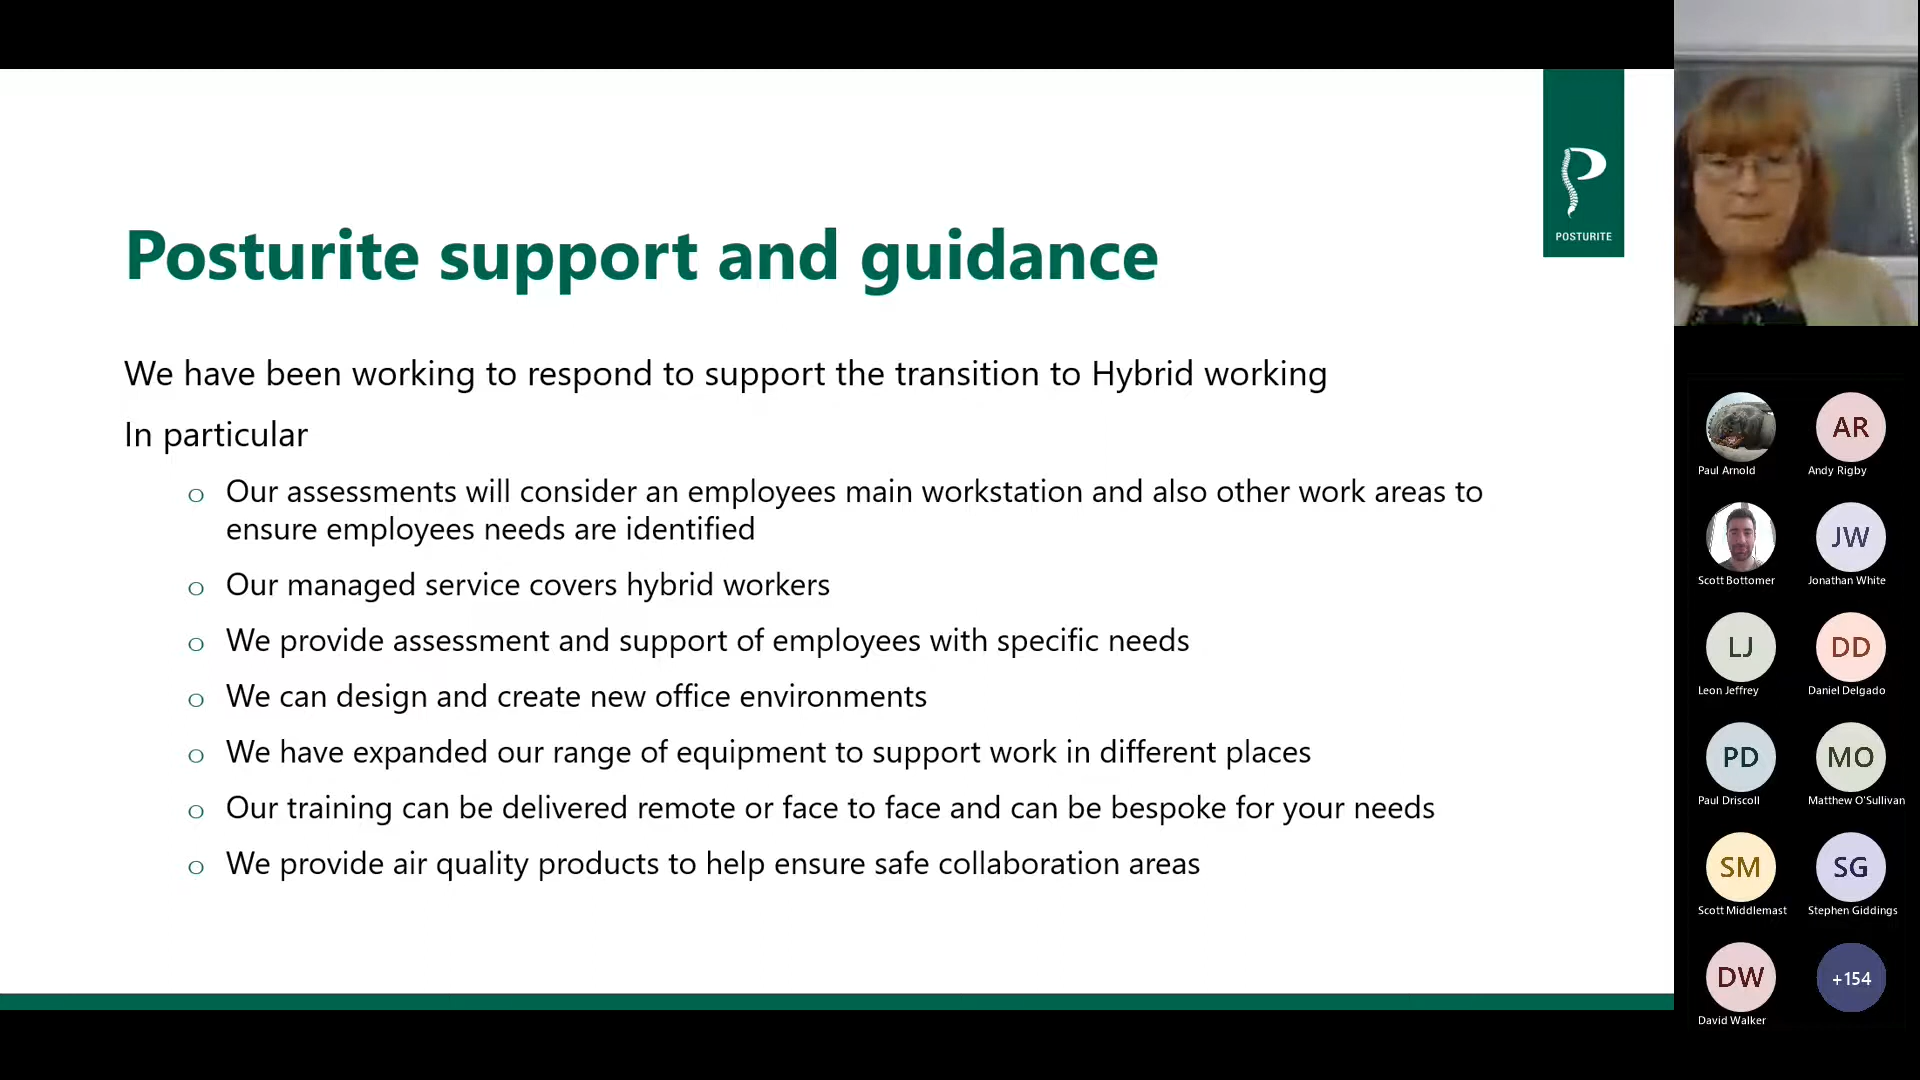 POSTURITE
Posturite support and guidance
We have been working to respond to support the transition to Hybrid working
In particular
o Our assessments will consider an employees main workstation and also other work areas to
ensure employees needs are identified
o Our managed service covers hybrid workers
o We provide assessment and support of employees with specific needs
o We can design and create new office environments
o We have expanded our range of equipment to support work in different places
o Our training can be delivered remote or face to face and can be bespoke for your needs
o We provide air quality products to help ensure safe collaboration areas
AR
Paul Arnold Andy Rigby
JW
Scott Bottomer Jonathan White
LJ DD
Leon Jeffrey Daniel Delgado
PD MO
Paul Driscoll Matthew O'Sullivan
SM SG
Scott Middlemast Stephen Giddings
DW +154
David Walker